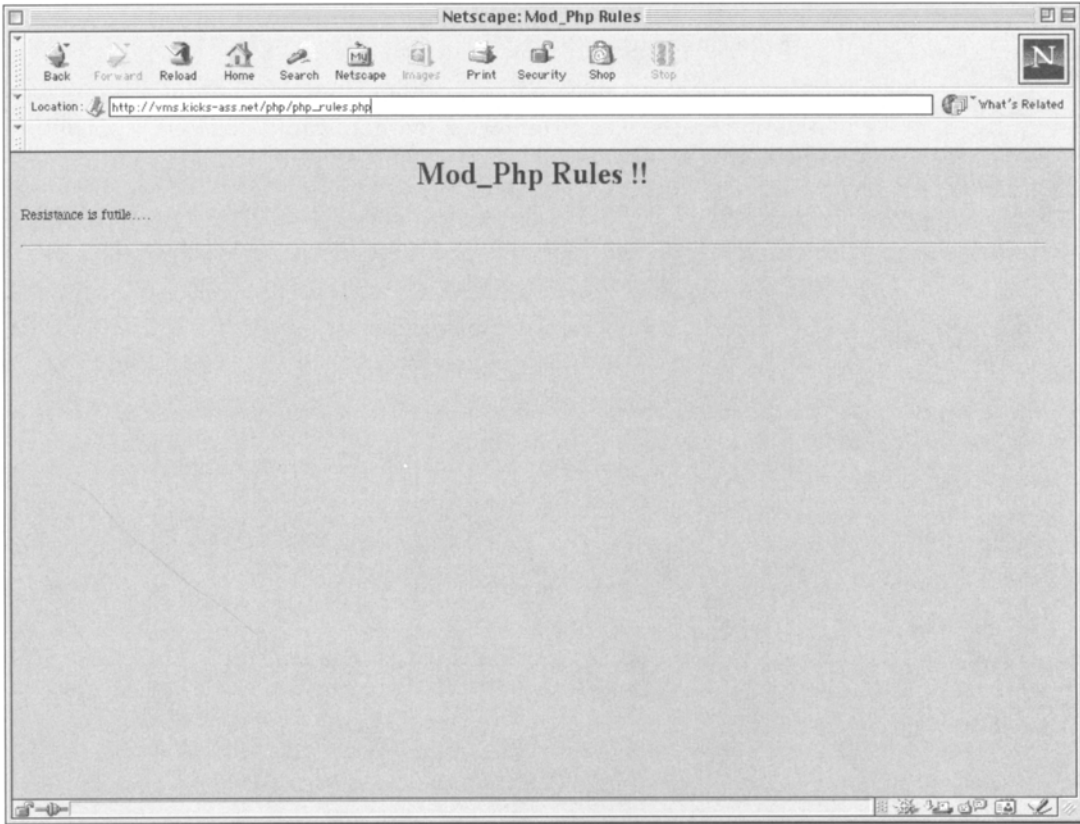 Netscape: Mod_Php Rules
Back Forward Reload Home Search Netscape Images Print Security Shop Stop
My
N
Location: http://vms.kicks-ass.net/php/php_rules.php What's Related
Mod_Php Rules !!
Resistance is futile....